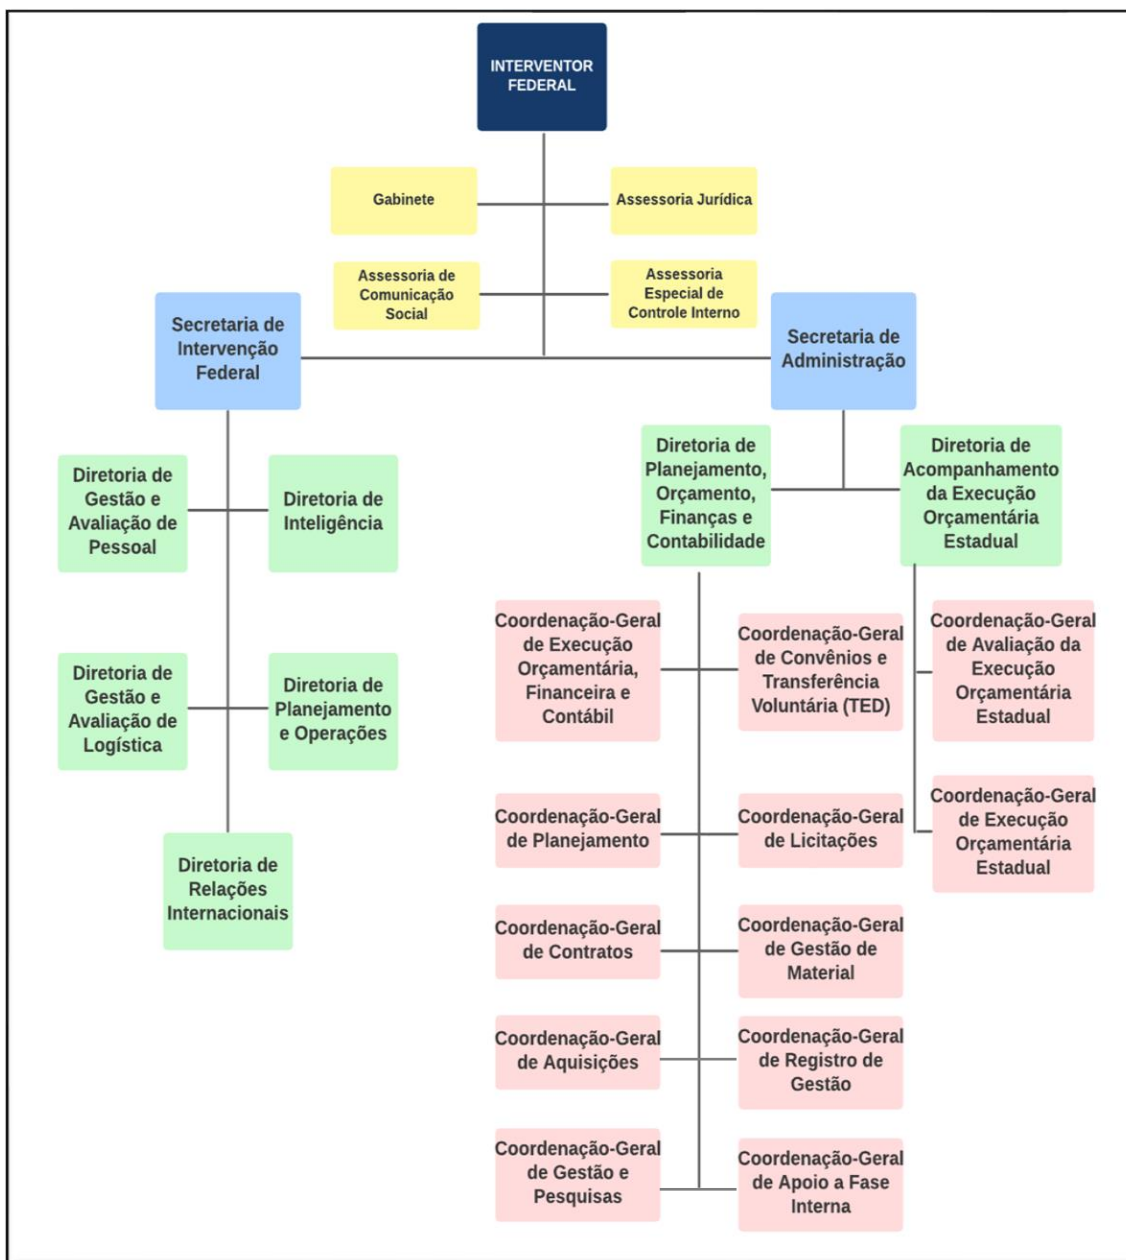 INTERVENTOR
FEDERAL
Gabinete
Assessoria Jurídica
Assessoria de
Comunicação
Social
Assessoria
Especial de
Controle Interno
Secretaria de
Intervenção
Federal
Secretaria de
Administração
Diretoria de
Gestão e
Avaliação de
Pessoal
Diretoria de
Inteligência
Diretoria de
Gestão e
Avaliação de
Logística
Diretoria de
Planejamento
e Operações
Diretoria de
Relações
Internacionais
Diretoria de
Planejamento,
Orçamento,
Finanças e
Contabilidade
Diretoria de
Acompanhamento
da Execução
Orçamentária
Estadual
Coordenação-Geral
de Execução
Orçamentária,
Financeira e
Contábil
Coordenação-Geral
de Convênios e
Transferência
Voluntária (TED)
Coordenação-Geral
de Planejamento
Coordenação-Geral
de Licitações
Coordenação-Geral
de Contratos
Coordenação-Geral
de Gestão de
Material
Coordenação-Geral
de Aquisições
Coordenação-Geral
de Registro de
Gestão
Coordenação-Geral
de Gestão e
Pesquisas
Coordenação-Geral
de Apoio a Fase
Interna
Coordenação-Geral
de Avaliação da
Execução
Orçamentária
Estadual
Coordenação-Geral
de Execução
Orçamentária
Estadual